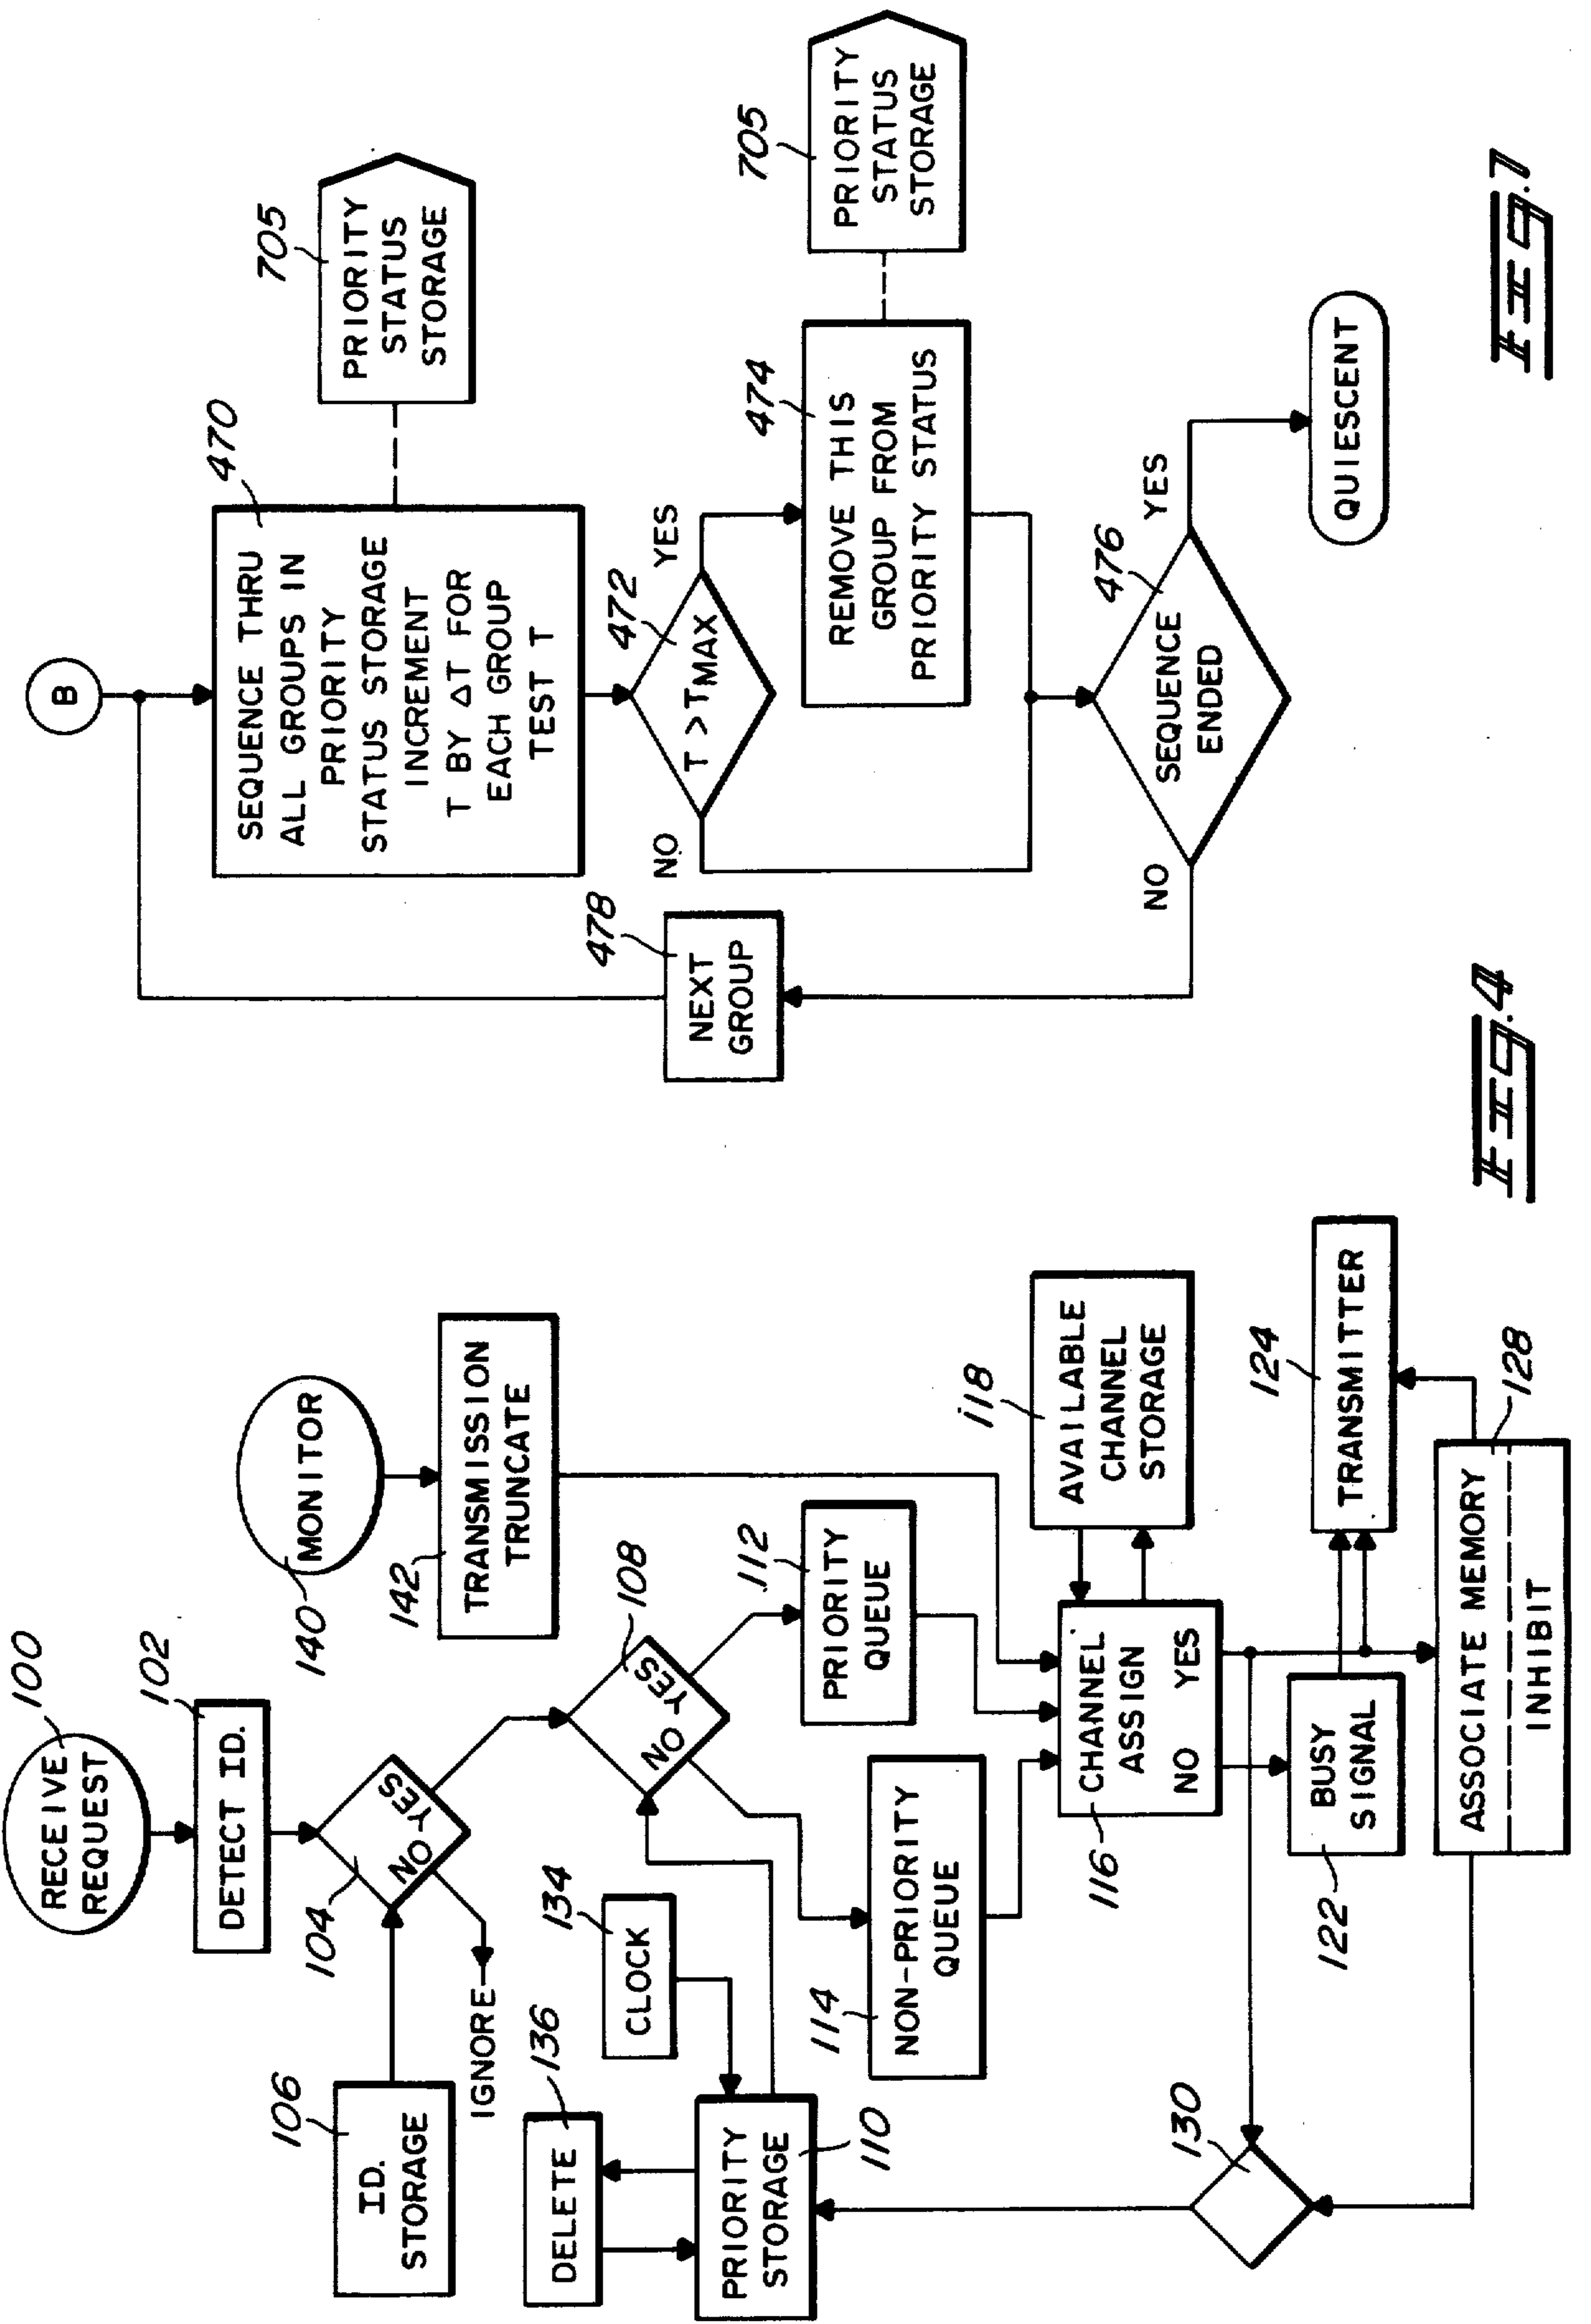 100
RECEIVE
REQUEST
102
DETECT ID.
104
NO
YES
106
ID.
STORAGE
IGNORE
140
MONITOR
142
TRANSMISSION
TRUNCATE
108
NO
YES
134
CLOCK
136
DELETE
PRIORITY
STORAGE
110
112
PRIORITY
QUEUE
114
NON-PRIORITY
QUEUE
116
CHANNEL
ASSIGN
NO YES
118
AVAILABLE
CHANNEL
STORAGE
122
BUSY
SIGNAL
124
TRANSMITTER
130
ASSOCIATE MEMORY
INHIBIT
128
FIG. 4
B
470
SEQUENCE THRU
ALL GROUPS IN
PRIORITY
STATUS STORAGE
INCREMENT
T BY ΔT FOR
EACH GROUP
TEST T
705
PRIORITY
STATUS
STORAGE
472
T > TMAX
NO
YES
474
REMOVE THIS
GROUP FROM
PRIORITY STATUS
705
PRIORITY
STATUS
STORAGE
478
NEXT
GROUP
476
SEQUENCE
ENDED
NO
YES
QUIESCENT
FIG. 7